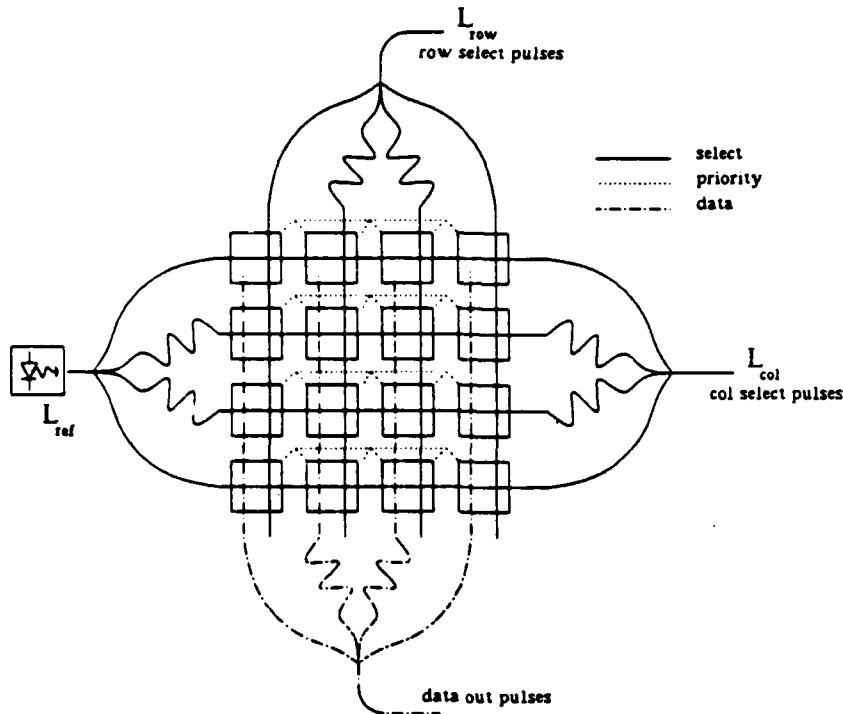 L_row
row select pulses
select
priority
data
L_ref
L_col
col select pulses
data out pulses